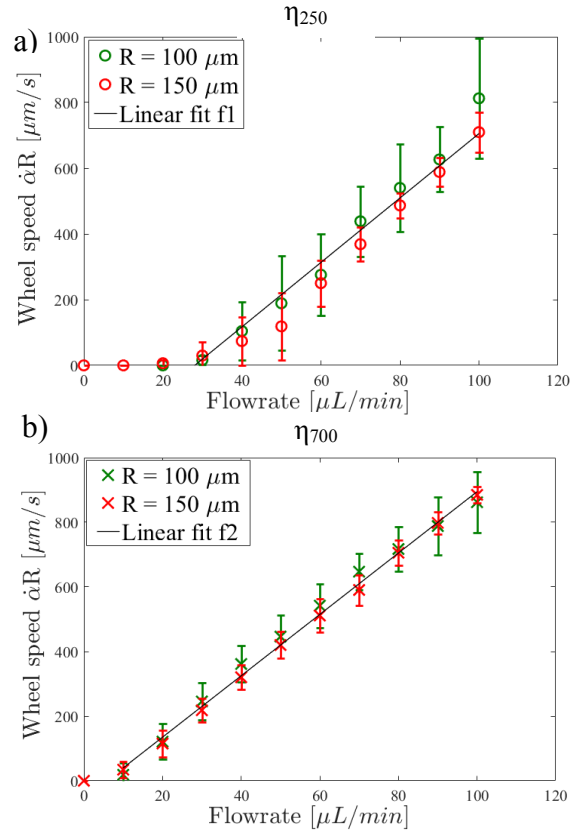 η250
a)
1000
R = 100 μm
R = 150 μm
Linear fit f1
800
600
400
200
0
Wheel speed α̇R [μm/s]
0 20 40 60 80 100 120
Flowrate [μL/min]
b)
η700
1000
R = 100 μm
R = 150 μm
Linear fit f2
800
600
400
200
0
Wheel speed α̇R [μm/s]
0 20 40 60 80 100 120
Flowrate [μL/min]